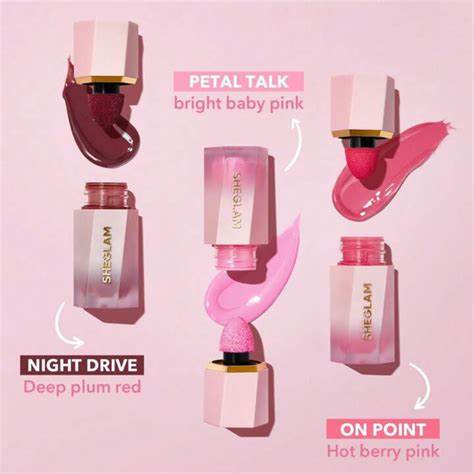 PETAL TALK
bright baby pink
SHEGLAM
SHEGLAM
SHEGLAM
NIGHT DRIVE
Deep plum red
ON POINT
Hot berry pink